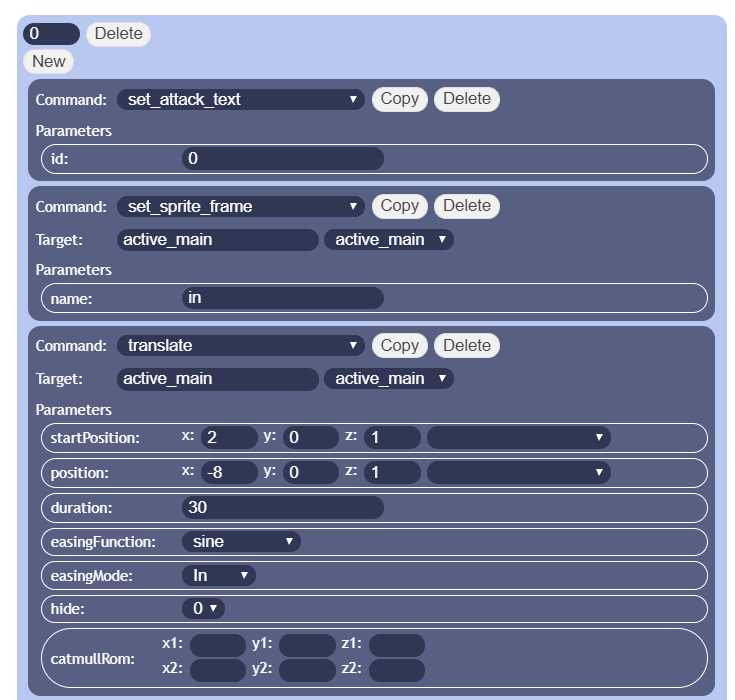 0 Delete
New
Command: set_attack_text Copy Delete
Parameters
id: 0
Command: set_sprite_frame Copy Delete
Target: active_main active_main
Parameters
name: in
Command: translate Copy Delete
Target: active_main active_main
Parameters
startPosition: x: 2 y: 0 z: 1
position: x: -8 y: 0 z: 1
duration: 30
easingFunction: sine
easingMode: In
hide: 0
catmullRom: x1: y1: z1:
x2: y2: z2: